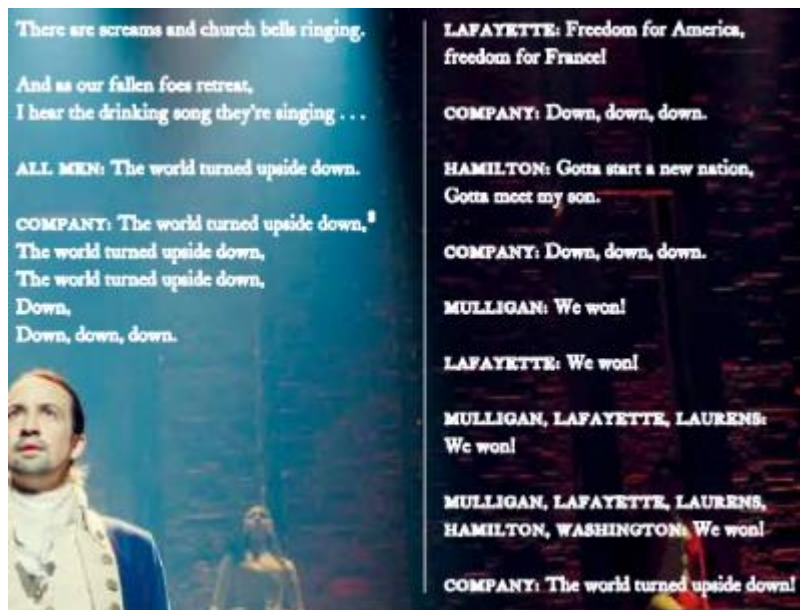 There are screams and church bells ringing.
And as our fallen foes retreat,
I hear the drinking song they're singing . . .
ALL MEN: The world turned upside down.
COMPANY: The world turned upside down,⁸
The world turned upside down,
The world turned upside down,
Down,
Down, down, down.
LAFAYETTE: Freedom for America,
freedom for France!
COMPANY: Down, down, down.
HAMILTON: Gotta start a new nation,
Gotta meet my son.
COMPANY: Down, down, down.
MULLIGAN: We won!
LAFAYETTE: We won!
MULLIGAN, LAFAYETTE, LAURENS:
We won!
MULLIGAN, LAFAYETTE, LAURENS,
HAMILTON, WASHINGTON: We won!
COMPANY: The world turned upside down!